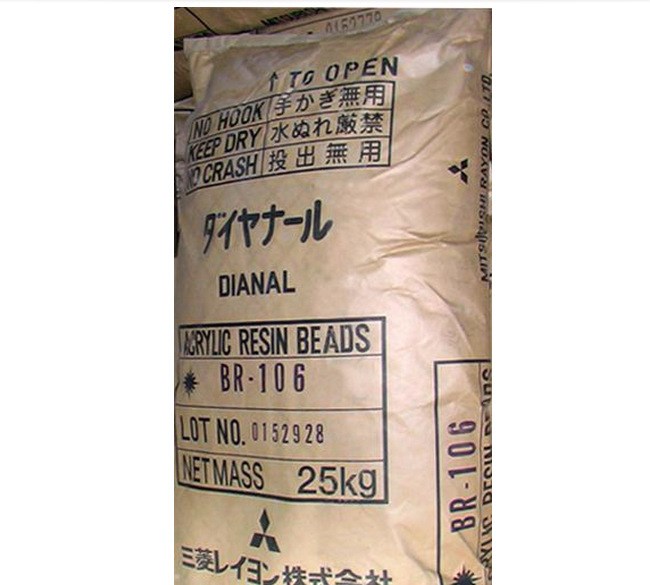 0152770
↑ TO OPEN
NO HOOK 手かぎ無用
KEEP DRY 水ぬれ厳禁
NO CRASH 投出無用
ダイヤナール
DIANAL
ACRYLIC RESIN BEADS
BR-106
LOT NO. 0152928
NET MASS 25kg
三菱レイヨン株式会社
MITSUBISHI RAYON CO.,LTD.
BR-106